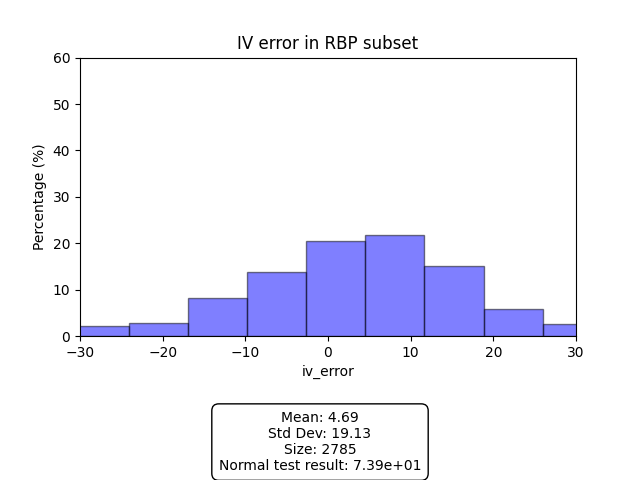 IV error in RBP subset
60
50
40
30
20
10
0
Percentage (%)
−30 −20 −10 0 10 20 30
iv_error
Mean: 4.69
Std Dev: 19.13
Size: 2785
Normal test result: 7.39e+01